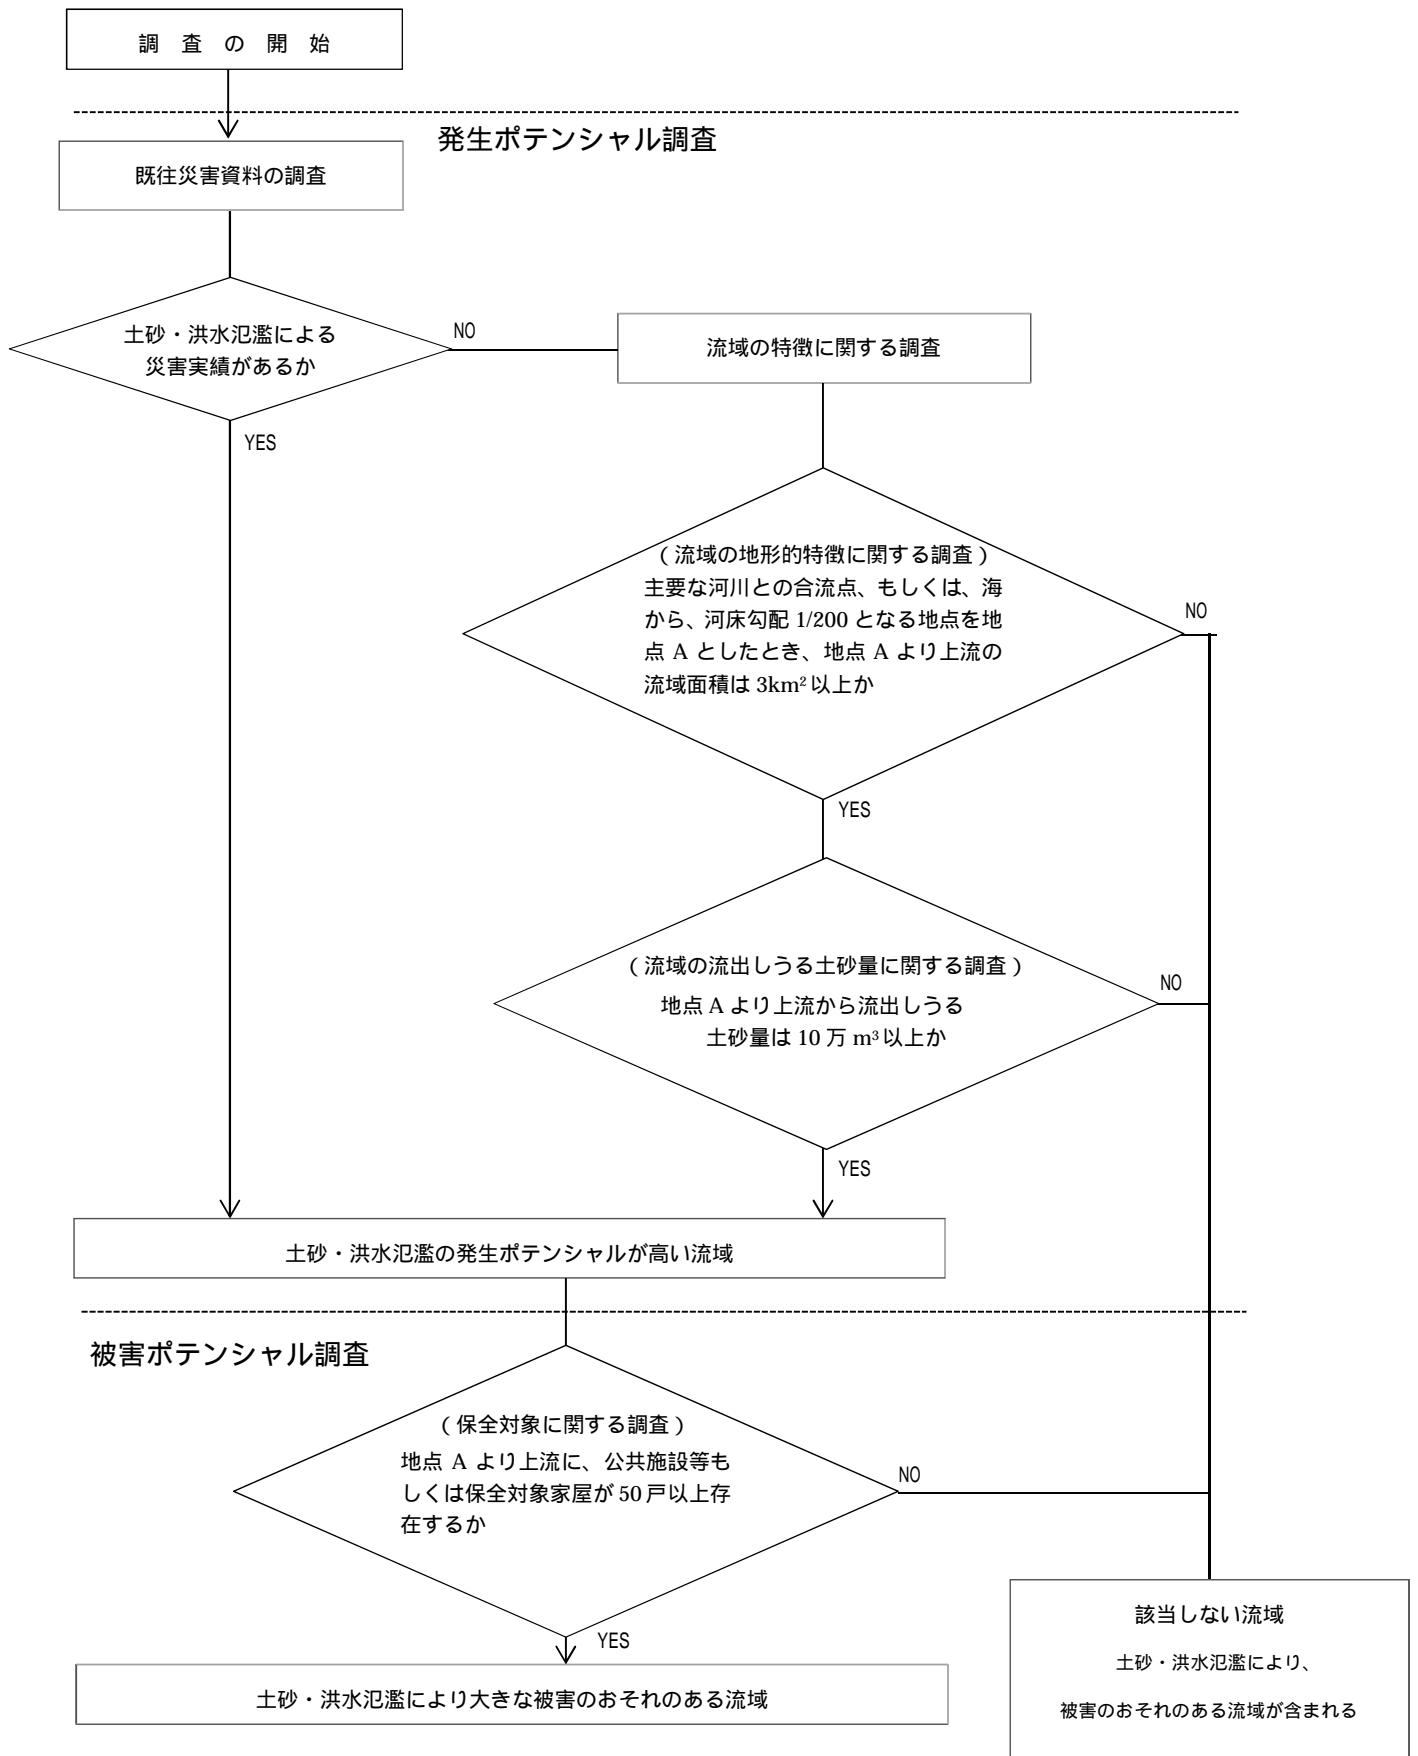 調 査 の 開 始
発生ポテンシャル調査
既往災害資料の調査
土砂・洪水氾濫による
災害実績があるか
NO
流域の特徴に関する調査
YES
（流域の地形的特徴に関する調査）
主要な河川との合流点、もしくは、海
から、河床勾配 1/200 となる地点を地
点 A としたとき、地点 A より上流の
流域面積は 3km²以上か
NO
YES
（流域の流出しうる土砂量に関する調査）
地点 A より上流から流出しうる
土砂量は 10 万 m³以上か
NO
YES
土砂・洪水氾濫の発生ポテンシャルが高い流域
被害ポテンシャル調査
（保全対象に関する調査）
地点 A より上流に、公共施設等も
しくは保全対象家屋が 50 戸以上存
在するか
NO
YES
土砂・洪水氾濫により大きな被害のおそれのある流域
該当しない流域
土砂・洪水氾濫により、
被害のおそれのある流域が含まれる